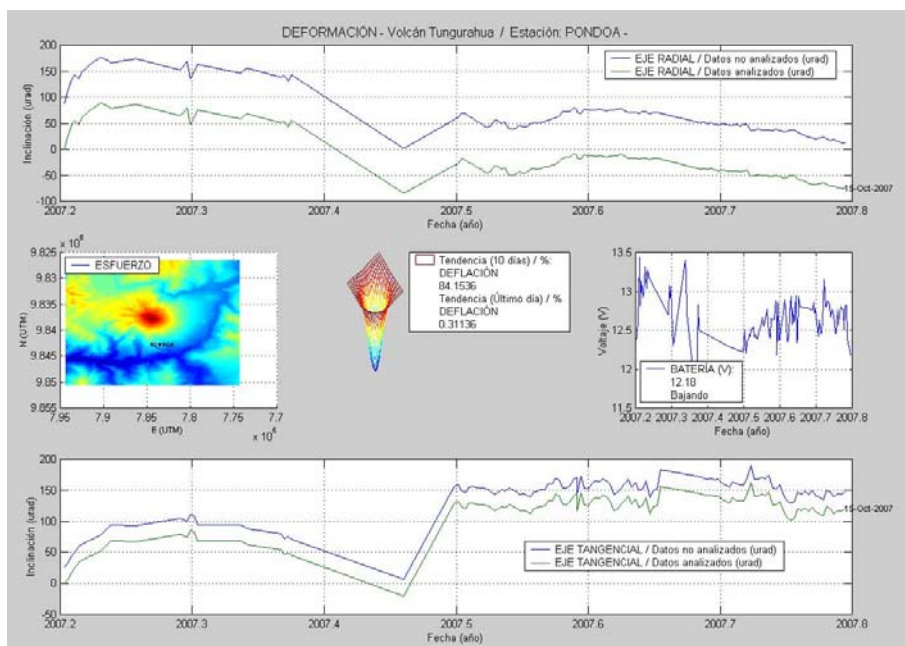 DEFORMACIÓN - Volcán Tungurahua / Estación: PONDOA -
200
150
100
50
0
-50
-100
Inclinación (urad)
EJE RADIAL / Datos no analizados (urad)
EJE RADIAL / Datos analizados (urad)
15-Oct-2007
2007.2
2007.3
2007.4
2007.5
2007.6
2007.7
2007.8
Fecha (año)
x 10^6
9.825
9.83
9.835
9.84
9.845
9.85
9.855
N (UTM)
ESFUERZO
7.95
7.9
7.85
7.8
7.75
7.7
E (UTM)
x 10^6
Tendencia (10 días) / %:
DEFLACIÓN
84.1536
Tendencia (Último día) / %
DEFLACIÓN
0.31136
13.5
13
12.5
12
11.5
Voltaje (V)
BATERÍA (V):
12.18
Bajando
2007.2
2007.3
2007.4
2007.5
2007.6
2007.7
2007.8
Fecha (año)
200
150
100
50
0
-50
Inclinación (urad)
15-Oct-2007
EJE TANGENCIAL / Datos no analizados (urad)
EJE TANGENCIAL / Datos analizados (urad)
2007.2
2007.3
2007.4
2007.5
2007.6
2007.7
2007.8
Fecha (año)